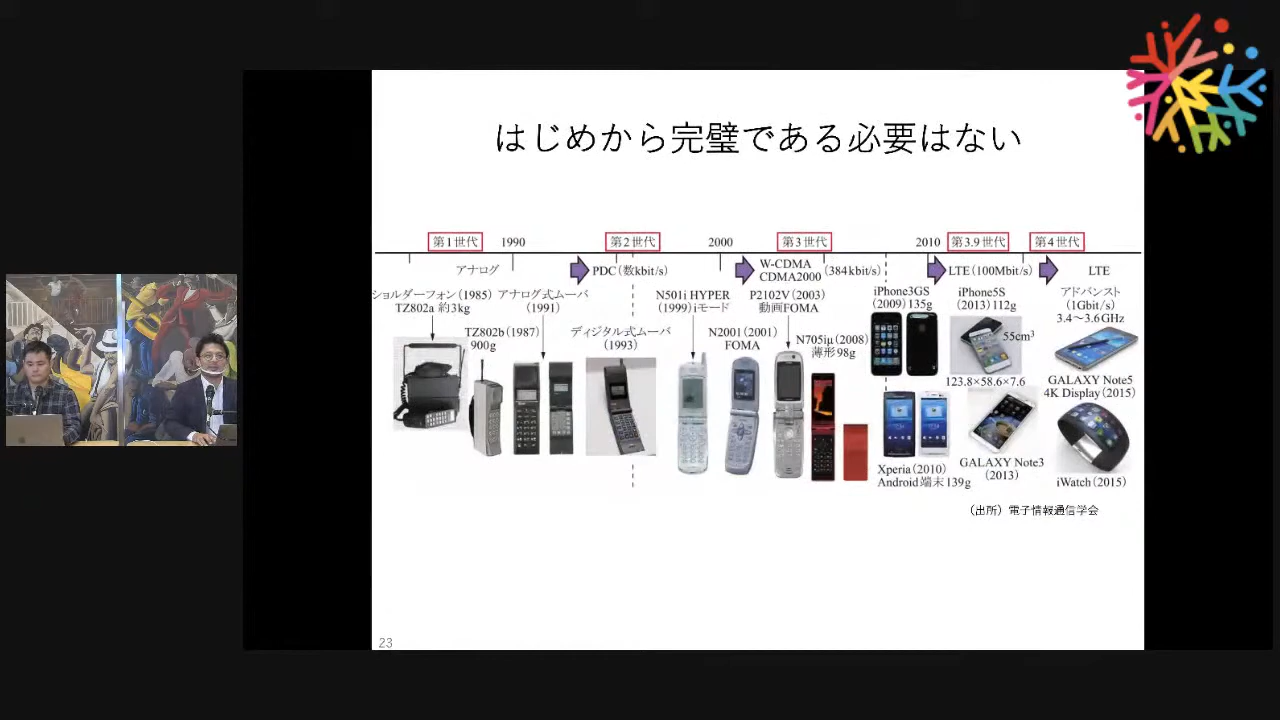 はじめから完璧である必要はない
第1世代 1990 第2世代 2000 第3世代 2010 第3.9世代 第4世代
アナログ
PDC(数kbit/s)
W-CDMA
CDMA2000
(384kbit/s)
LTE(100Mbit/s)
LTE
アドバンスト
(1Gbit/s)
3.4〜3.6GHz
ショルダーフォン(1985)
TZ802a 約3kg
アナログ式ムーバ
(1991)
TZ802b(1987)
900g
ディジタル式ムーバ
(1993)
N501i HYPER
(1999)iモード
N2001(2001)
FOMA
P2102V(2003)
動画FOMA
N705iμ(2008)
薄形98g
iPhone3GS
(2009)135g
iPhone5S
(2013)112g
55cm³
123.8×58.6×7.6
GALAXY Note5
4K Display(2015)
Xperia(2010)
Android端末139g
GALAXY Note3
(2013)
iWatch(2015)
(出所)電子情報通信学会
23